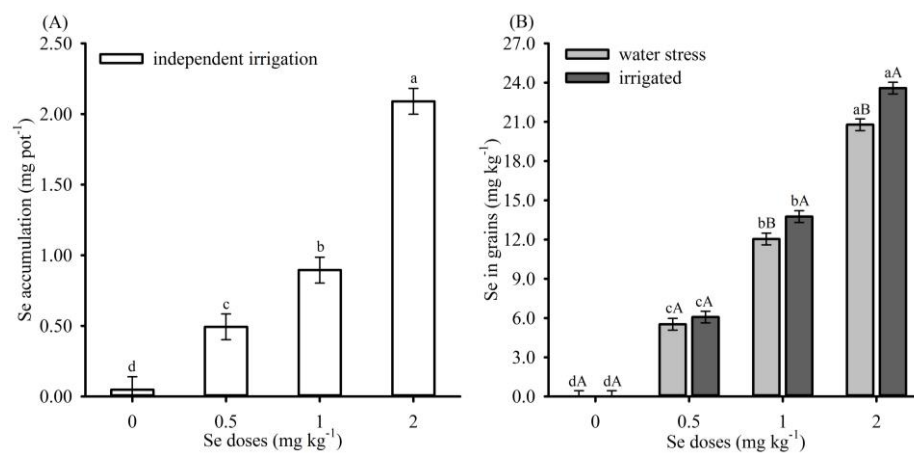 (A)
independent irrigation
Se accumulation (mg pot⁻¹)
2.50
2.00
1.50
1.00
0.50
0.00
d
c
b
a
0 0.5 1 2
Se doses (mg kg⁻¹)
(B)
water stress
irrigated
Se in grains (mg kg⁻¹)
27.0
24.0
21.0
18.0
15.0
12.0
9.0
6.0
3.0
0.00
dA dA
cA cA
bB bA
aB aA
0 0.5 1 2
Se doses (mg kg⁻¹)